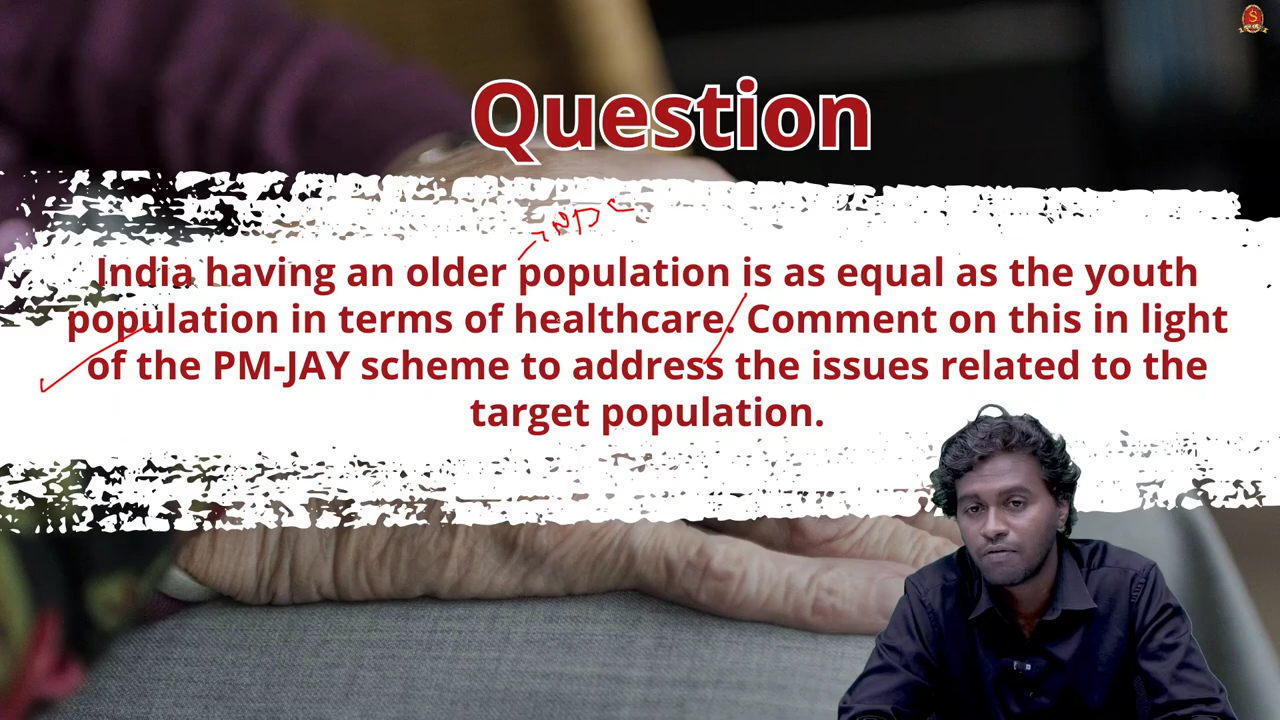 Question
India having an older population is as equal as the youth
population in terms of healthcare. Comment on this in light
of the PM-JAY scheme to address the issues related to the
target population.